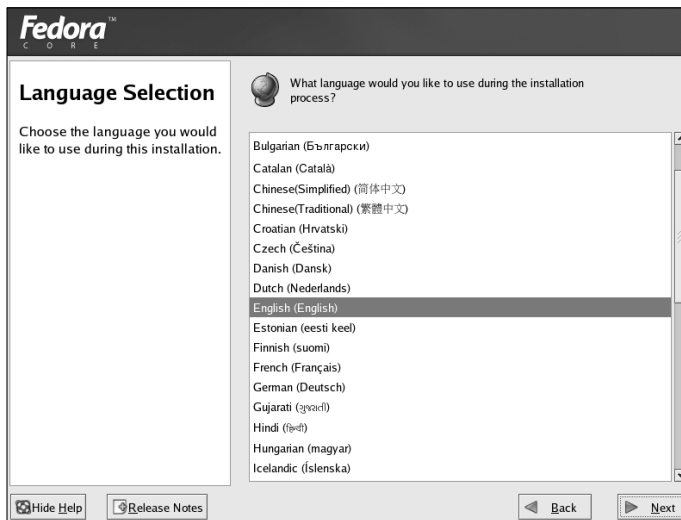 Fedora™
CORE
Language Selection
Choose the language you would
like to use during this installation.
What language would you like to use during the installation
process?
Bulgarian (Български)
Catalan (Català)
Chinese(Simplified) (简体中文)
Chinese(Traditional) (繁體中文)
Croatian (Hrvatski)
Czech (Čeština)
Danish (Dansk)
Dutch (Nederlands)
English (English)
Estonian (eesti keel)
Finnish (suomi)
French (Français)
German (Deutsch)
Gujarati (ગુજરાતી)
Hindi (हिन्दी)
Hungarian (magyar)
Icelandic (Íslenska)
Hide Help
Release Notes
Back
Next